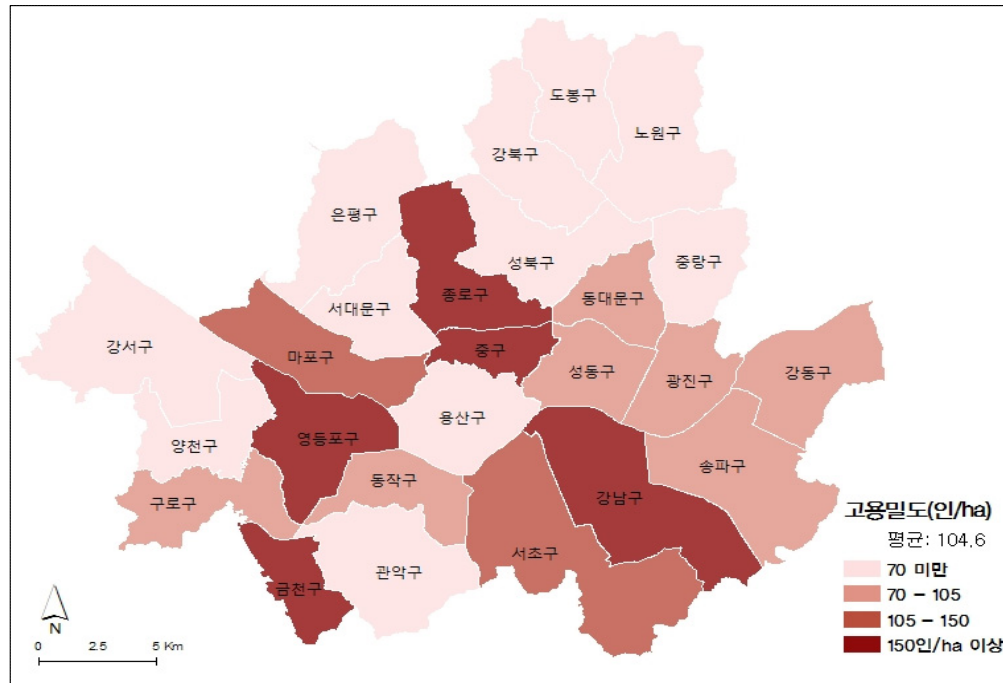 도봉구
노원구
강북구
은평구
성북구
중랑구
종로구
동대문구
서대문구
강서구
마포구
중구
성동구
광진구
강동구
용산구
양천구
영등포구
송파구
동작구
구로구
강남구
서초구
관악구
금천구
고용밀도(인/ha)
평균: 104.6
70 미만
70 - 105
105 - 150
150인/ha 이상
N
0 2.5 5 Km